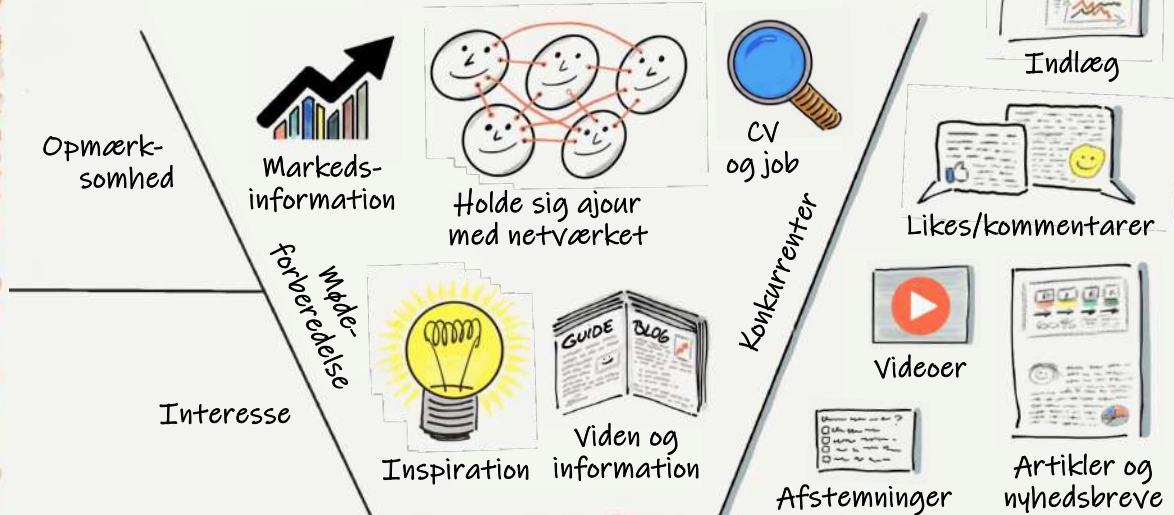 Opmærk-
somhed
Interesse
Markeds-
information
Holde sig ajour
med netværket
CV
og job
Møde-
forberedelse
Konkurrenter
Inspiration
GUIDE
BLOG
Viden og
information
Indlæg
Likes/kommentarer
Videoer
Afstemninger
Artikler og
nyhedsbreve